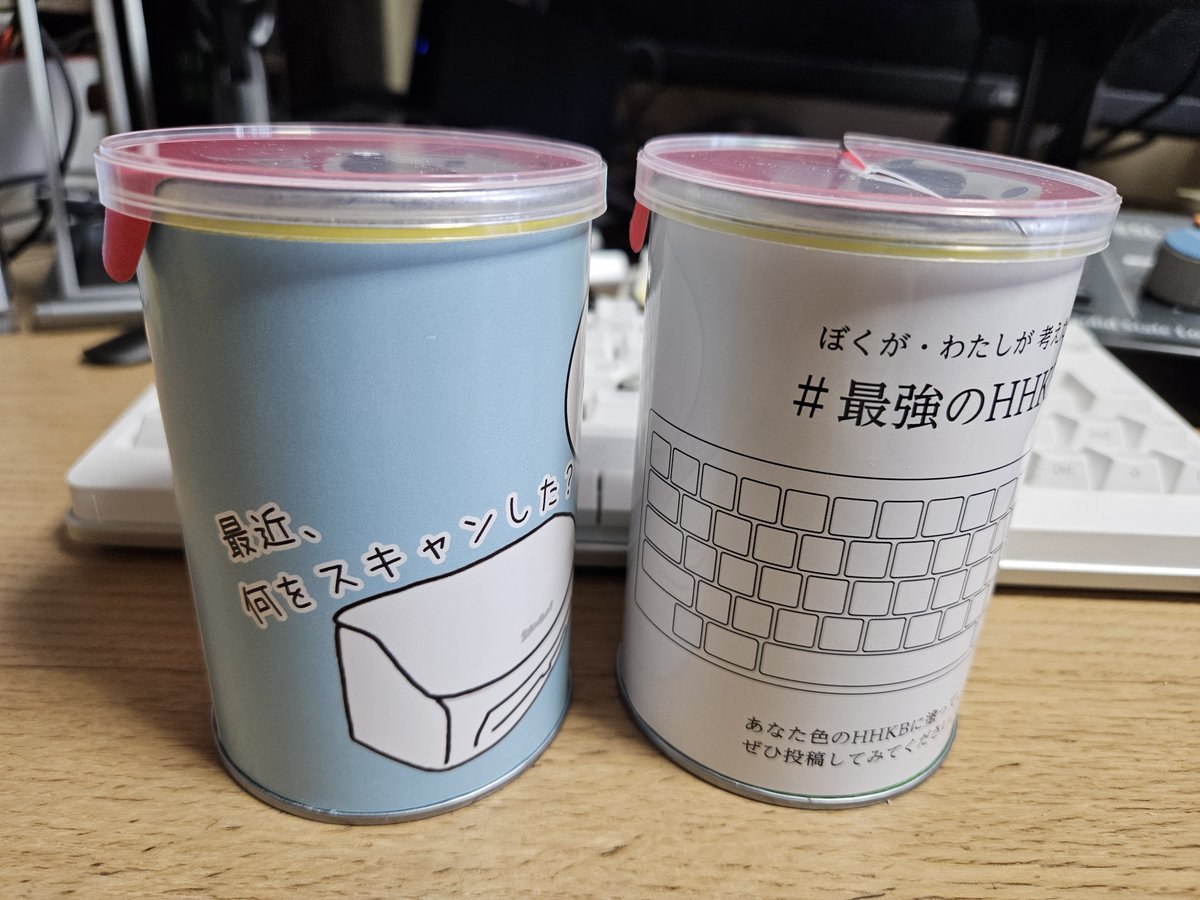 最近、
何をスキャンした?
ぼくが・わたしが 考え
#最強のHHK
あなた色のHHKBに塗っ
ぜひ投稿してみてくださ